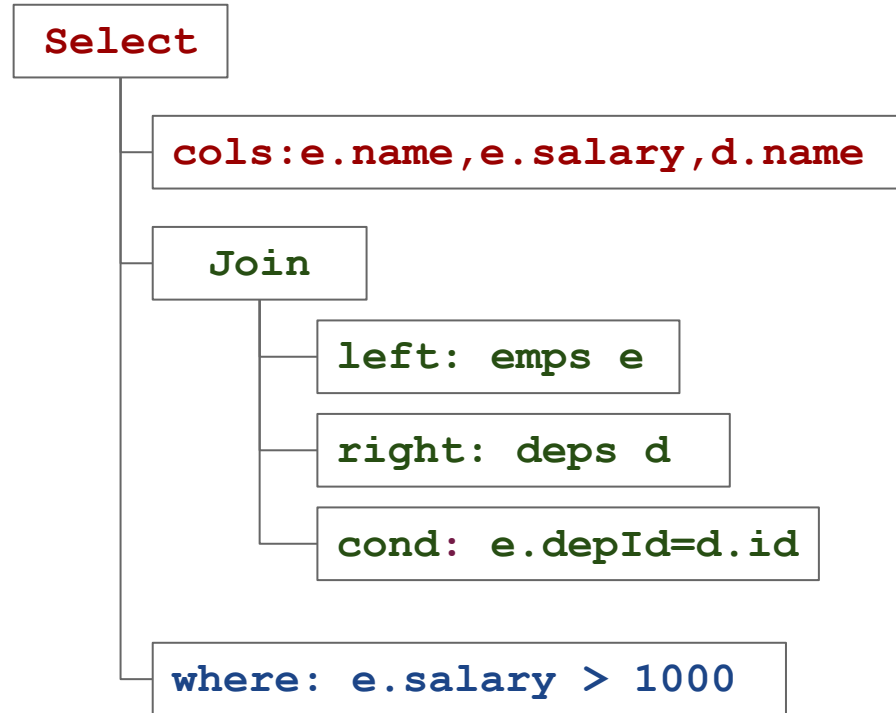 Select
cols:e.name,e.salary,d.name
Join
left: emps e
right: deps d
cond: e.depId=d.id
where: e.salary > 1000